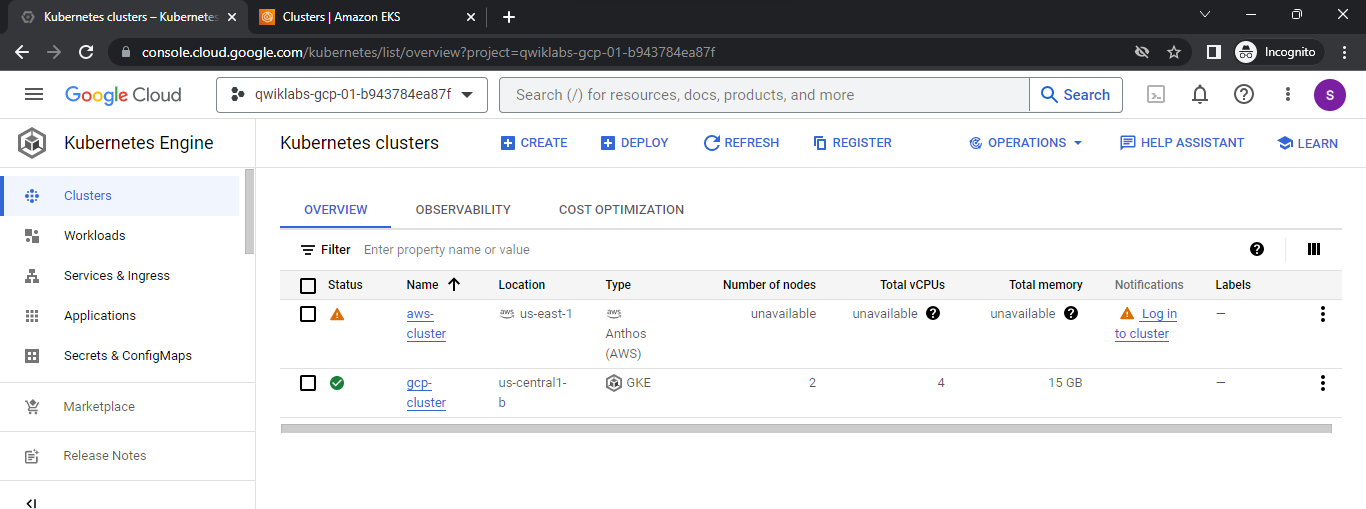 Kubernetes clusters – Kubernetes
Clusters | Amazon EKS
console.cloud.google.com/kubernetes/list/overview?project=qwiklabs-gcp-01-b943784ea87f
Incognito
Google Cloud
qwiklabs-gcp-01-b943784ea87f
Search (/) for resources, docs, products, and more
Search
S
Kubernetes Engine
Kubernetes clusters
CREATE
DEPLOY
REFRESH
REGISTER
OPERATIONS
HELP ASSISTANT
LEARN
Clusters
Workloads
Services & Ingress
Applications
Secrets & ConfigMaps
Marketplace
Release Notes
OVERVIEW
OBSERVABILITY
COST OPTIMIZATION
Filter
Enter property name or value
Status
Name
Location
Type
Number of nodes
Total vCPUs
Total memory
Notifications
Labels
aws-
cluster
aws us-east-1
aws
Anthos
(AWS)
unavailable
unavailable
unavailable
Log in
to cluster
—
gcp-
cluster
us-central1-
b
GKE
2
4
15 GB
—